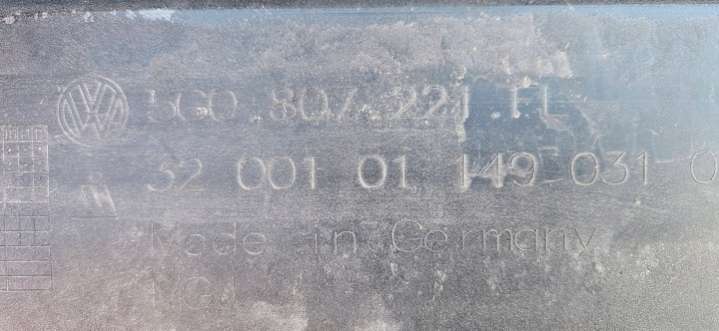 5G0.807.221.FL
32 001 01 149 031 0
Made in Germany